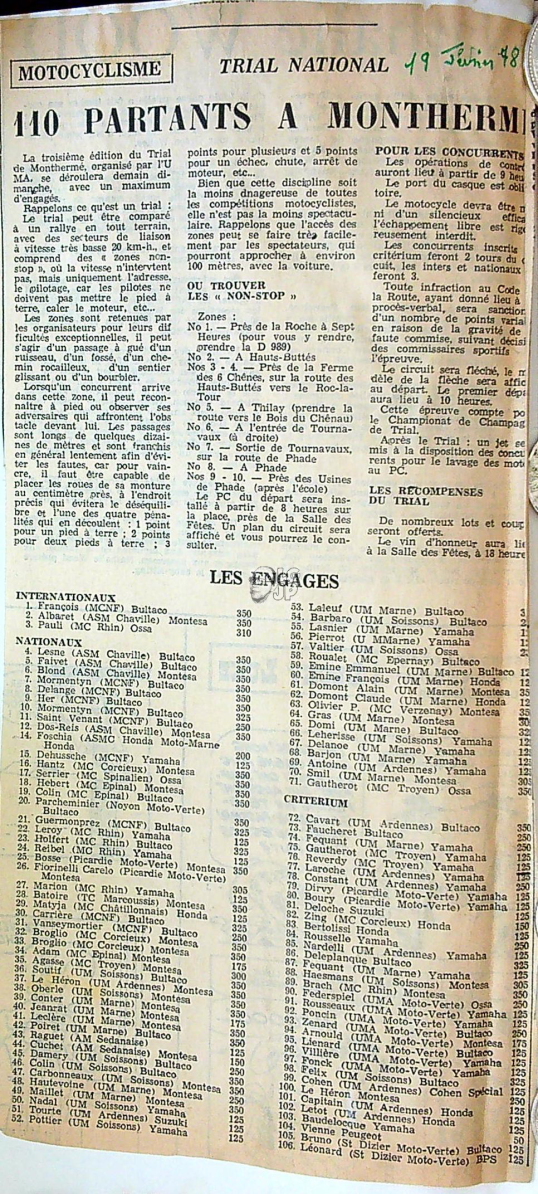 MOTOCYCLISME
TRIAL NATIONAL
19 Février 78
110 PARTANTS A MONTHERM
La troisième édition du Trial
de Monthermé, organisé par l'U
MA, se déroulera demain di-
manche, avec un maximum
d'engagés.
Rappelons ce qu'est un trial :
Le trial peut être comparé
à un rallye en tout terrain,
avec des secteurs de liaison
à vitesse très basse 20 km-h, et
comprend des « zones non-
stop », où la vitesse n'intervient
pas, mais uniquement l'adresse,
le pilotage, car les pilotes ne
doivent pas mettre le pied à
terre, caler le moteur, etc...
Les zones sont retenues par
les organisateurs pour leurs dif
ficultés exceptionnelles, il peut
s'agir d'un passage à gué d'un
ruisseau, d'un fossé, d'un che-
min rocailleux, d'un sentier
glissant ou d'un bourbier.
Lorsqu'un concurrent arrive
dans cette zone, il peut recon-
naître à pied ou observer ses
adversaires qui affrontent l'obs
tacle devant lui. Les passages
sont longs de quelques dizai-
nes de mètres et sont franchis
en général lentement afin d'évi-
ter les fautes, car pour vain-
cre, il faut être capable de
placer les roues de sa monture
au centimètre près, à l'endroit
précis qui évitera le déséquili-
bre et l'une des quatre péna-
lités qui en découlent : 1 point
pour un pied à terre ; 2 points
pour deux pieds à terre ; 3
points pour plusieurs et 5 points
pour un échec, chute, arrêt de
moteur, etc...
Bien que cette discipline soit
la moins dangereuse de toutes
les compétitions motocyclistes,
elle n'est pas la moins spectacu-
laire. Rappelons que l'accès des
zones peut se faire très facile-
ment par les spectateurs, qui
pourront approcher à environ
100 mètres, avec la voiture.
OU TROUVER
LES « NON-STOP »
Zones :
No 1. — Près de la Roche à Sept
Heures (pour vous y rendre,
prendre la D 989)
No 2. — A Hauts-Buttés
Nos 3 - 4. — Près de la Ferme
des 6 Chênes, sur la route des
Hauts-Buttés vers le Roc-la-
Tour
No 5. — A Thilay (prendre la
route vers le Bois du Chénau)
No 6. — A l'entrée de Tourna-
vaux (à droite)
No 7. — Sortie de Tournavaux,
sur la route de Phade
No 8. — A Phade
Nos 9 - 10. — Près des Usines
de Phade (après l'école)
Le PC du départ sera ins-
tallé à partir de 8 heures sur
la place, près de la Salle des
Fêtes. Un plan du circuit sera
affiché et vous pourrez le con-
sulter.
POUR LES CONCURRENTS
Les opérations de contr
auront lieu à partir de 9 heu
Le port du casque est obli
toire.
Le motocycle devra être m
ni d'un silencieux effica
l'échappement libre est rig
reusement interdit.
Les concurrents inscrits
critérium feront 2 tours du
cuit, les inters et nationaux
feront 3.
Toute infraction au Code
la Route, ayant donné lieu à
procès-verbal, sera sanction
d'un nombre de points varia
en raison de la gravité de
faute commise, suivant décisi
des commissaires sportifs
l'épreuve.
Le circuit sera fléché, le m
dèle de la flèche sera affic
au départ. Le premier dépa
aura lieu à 10 heures.
Cette épreuve compte po
le Championat de Champag
de Trial.
Après le Trial : un jet se
mis à la disposition des concu
rents pour le lavage des moto
au PC.
LES RÉCOMPENSES
DU TRIAL
De nombreux lots et coup
seront offerts.
Le vin d'honneur aura lie
à la Salle des Fêtes, à 18 heure
LES ENGAGES
INTERNATIONAUX
1. François (MCNF) Bultaco 350
2. Albaret (ASM Chaville) Montesa 350
3. Pauli (MC Rhin) Ossa 310
NATIONAUX
4. Lesne (ASM Chaville) Bultaco
5. Faivet (ASM Chaville) Bultaco 350
6. Blond (ASM Chaville) Montesa 350
7. Mormentyn (MCNF) Bultaco 350
8. Delange (MCNF) Bultaco 350
9. Her (MCNF) Bultaco 350
10. Mormentyn (MCNF) Bultaco 350
11. Saint Venant (MCNF) Bultaco 325
12. Dos-Reis (ASM Chaville) Montesa 250
14. Foschia (ASMC Honda Moto-Marne 350
Honda
15. Dehussche (MCNF) Yamaha 200
16. Hantz (MC Corcieux) Montesa 125
17. Serrier (MC Spinalien) Ossa 350
18. Hebert (MC Epinal) Montesa 350
19. Colin (MC Epinal) Bultaco 350
20. Parcheminier (Noyon Moto-Verte) 350
Bultaco
21. Guermonprez (MCNF) Bultaco 350
22. Leroy (MC Rhin) Yamaha 325
23. Holfert (MC Rhin) Bultaco 125
24. Reibel (MC Rhin) Yamaha 325
25. Bosse (Picardie Moto-Verte) Montesa 350
26. Fiorinelli Carelo (Picardie Moto-Verte)
Montesa
27. Marion (MC Rhin) Yamaha 305
28. Batoire (TC Marcoussis) Montesa 125
29. Matyja (MC Châtillonnais) Honda 350
30. Carrière (MCNF) Bultaco 125
31. Vanseymortier (MCNF) Bultaco 325
32. Broglio (MC Corcieux) Montesa 250
33. Broglio (MC Corcieux) Montesa 350
34. Adam (MC Epinal) Montesa 350
35. Agasse (MC Troyen) Montesa 175
36. Soutif (UM Soissons) Bultaco 300
37. Le Héron (UM Ardennes) Montesa 350
38. Oberle (UM Soissons) Montesa 350
39. Conter (UM Marne) Montesa 350
40. Jeanrat (UM Marne) Montesa 350
41. Leclère (UM Marne) Montesa 175
42. Poiret (UM Marne) Bultaco 350
43. Raguet (AM Sedanaise) 350
44. Cuchet (AM Sedanaise) Montesa 125
45. Damery (UM Soissons) Bultaco 150
46. Colin (UM Soissons) Bultaco 250
47. Carbonneaux (UM Soissons) Montesa 350
48. Hautevoine (UM Marne) Montesa 250
49. Maillet (UM Marne) Montesa 350
50. Nadal (UM Soissons) Yamaha 350
51. Tourte (UM Ardennes) Suzuki 125
52. Pottier (UM Soissons) Yamaha 125
53. Laleuf (UM Marne) Bultaco
54. Barbaro (UM Soissons) Bultaco
55. Lasnier (UM Marne) Yamaha
56. Pierrot (U MMarne) Yamaha
57. Valtier (UM Soissons) Ossa
58. Roualet (MC Epernay) Bultaco
59. Emine Emmanuel (UM Marne) Bultaco
60. Emine François (UM Marne) Honda
61. Domont Alain (UM Marne) Montesa
62. Domont Claude (UM Marne) Honda
63. Olivier P. (MC Verzenay) Montesa
64. Gras (UM Marne) Montesa
65. Domi (UM Marne) Bultaco
66. Leherisse (UM Soissons) Yamaha
67. Delanoe (UM Marne) Yamaha
68. Barjon (UM Marne) Yamaha
69. Antoine (UM Ardennes) Yamaha
70. Smil (UM Marne) Montesa
71. Gautherot (MC Troyen) Ossa
CRITERIUM
72. Cavart (UM Ardennes) Bultaco 350
73. Faucheret Bultaco 250
74. Pequant (UM Marne) Yamaha 250
75. Gautherot (MC Troyen) Yamaha 125
76. Reverdy (MC Troyen) Yamaha 125
77. Laroche (UM Ardennes) Yamaha 125
78. Constant (UM Ardennes) Yamaha 125
79. Dirvy (Picardie Moto-Verte) Yamaha 250
80. Boury (Picardie Moto-Verte) Yamaha 125
81. Deloche Suzuki 125
82. Zing (MC Corcieux) Honda 125
83. Bertolissi Honda 150
84. Rousselle Yamaha 125
85. Nardelli (UM Ardennes) Yamaha 250
86. Peleplanque Bultaco 125
87. Fequant (UM Marne) Yamaha 325
88. Haesmans (UM Soissons) Montesa 125
89. Brach (MC Rhin) Montesa 305
90. Federspiel (UMA Moto-Verte) Ossa 250
91. Rousseaux (UMA Moto-Verte) Yamaha 125
92. Poncin (UMA Moto-Verte) Yamaha 125
93. Zenard (UMA Moto-Verte) Bultaco 250
94. Arnould (UMA Moto-Verte) Montesa 175
95. Lienard (UMA Moto-Verte) Bultaco 125
96. Villière (UMA Moto-Verte) Yamaha 125
97. Fonck (UMA Moto-Verte) Yamaha 125
98. Felix (UM Soissons) Bultaco 325
99. Cohen (UM Ardennes) Cohen Spécial 125
100. Le Héron Montesa 250
101. Capitain (UM Ardennes) Honda 125
102. Letot (UM Ardennes) Honda 125
103. Baudelocque Yamaha 125
104. Vienne Peugeot 50
105. Bruno (St Dizier Moto-Verte) Bultaco 125
106. Léonard (St Dizier Moto-Verte) BPS 125